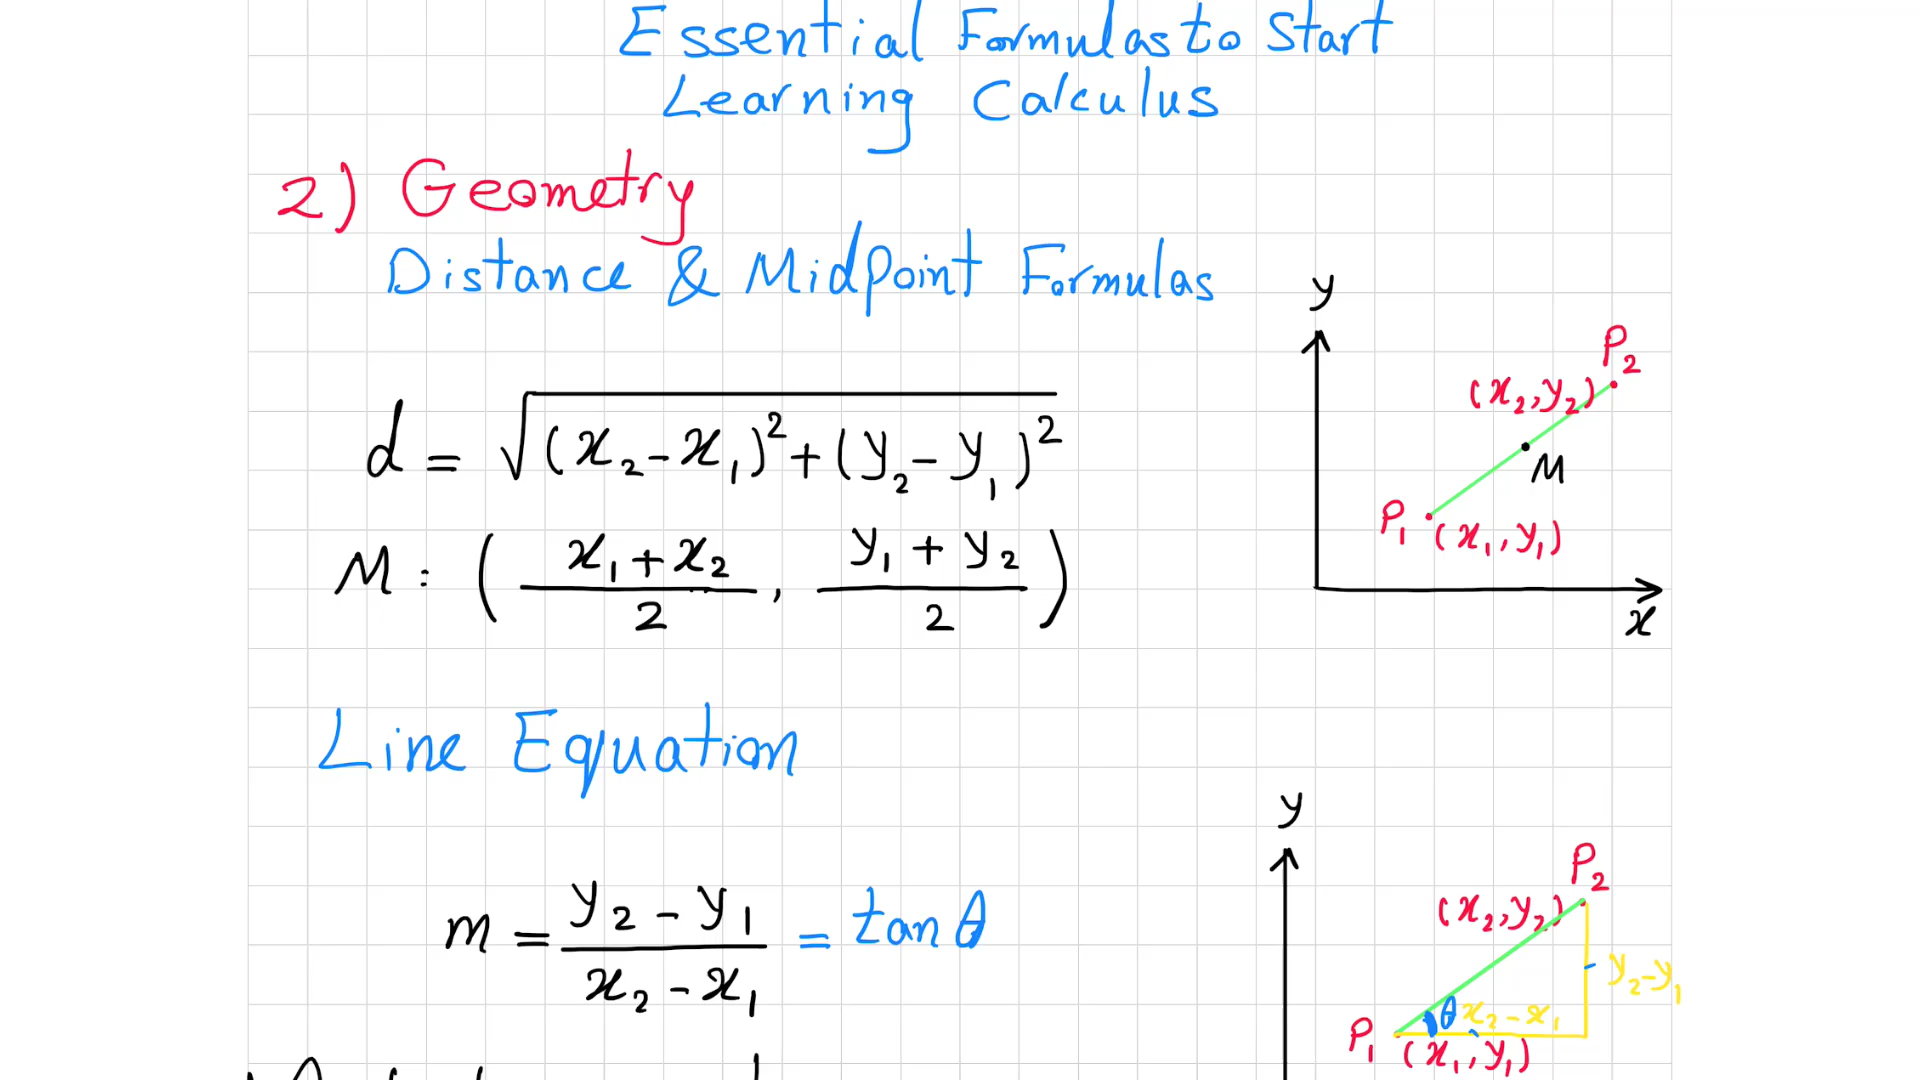 Essential Formulas to Start
Learning Calculus
2) Geometry
Distance & Midpoint Formulas
d = √(x₂ - x₁)² + (y₂ - y₁)²
M : ( x₁ + x₂ / 2 , y₁ + y₂ / 2 )
y
P₂
(x₂, y₂)
M
P₁ (x₁, y₁)
x
Line Equation
m = y₂ - y₁ / x₂ - x₁ = tan θ
y
P₂
(x₂, y₂)
y₂ - y₁
θ x₂ - x₁
P₁ (x₁, y₁)